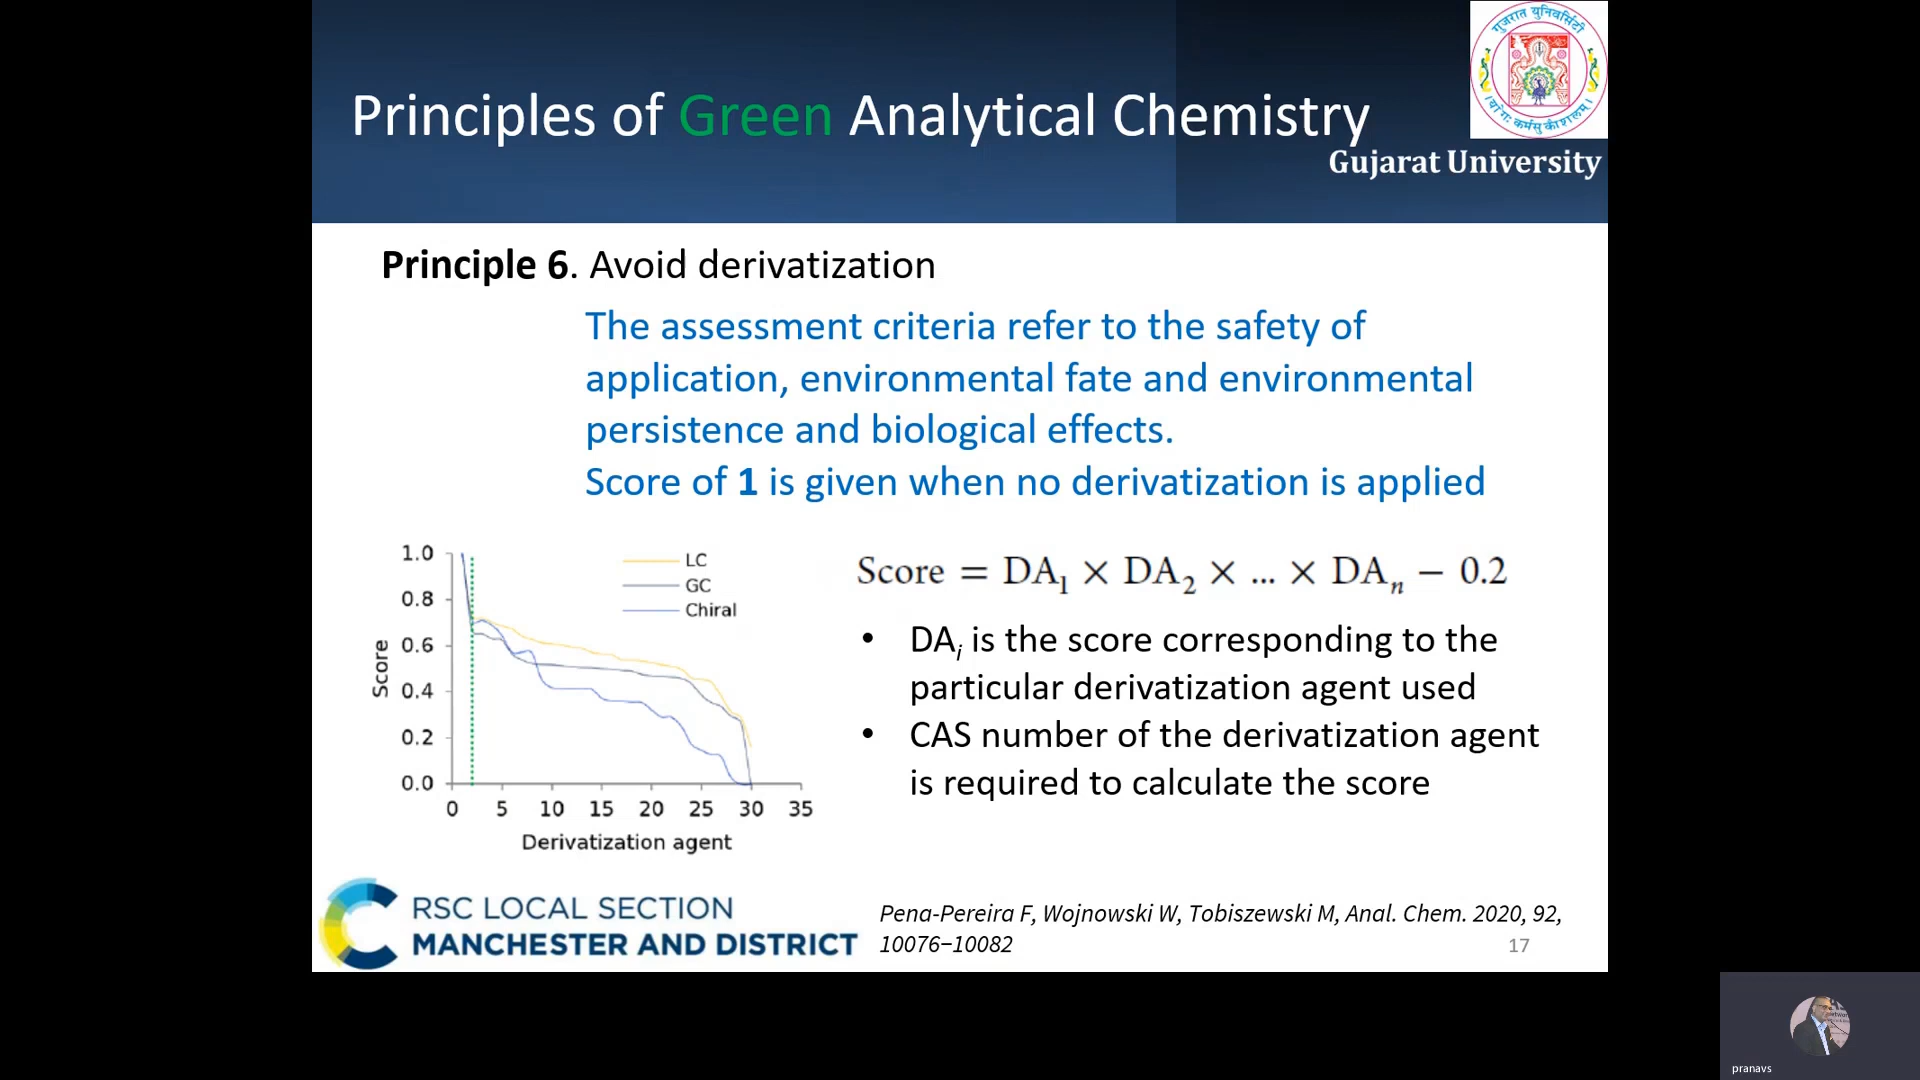 Principles of Green Analytical Chemistry
ગુજરાત યુનિવર્સિટી
Gujarat University
Principle 6. Avoid derivatization
The assessment criteria refer to the safety of
application, environmental fate and environmental
persistence and biological effects.
Score of 1 is given when no derivatization is applied
1.0
0.8
0.6
0.4
0.2
0.0
Score
LC
GC
Chiral
0 5 10 15 20 25 30 35
Derivatization agent
Score = DA₁ × DA₂ × ... × DAₙ − 0.2
• DAᵢ is the score corresponding to the
particular derivatization agent used
• CAS number of the derivatization agent
is required to calculate the score
RSC LOCAL SECTION
MANCHESTER AND DISTRICT
Pena-Pereira F, Wojnowski W, Tobiszewski M, Anal. Chem. 2020, 92,
10076−10082
17
pranavs